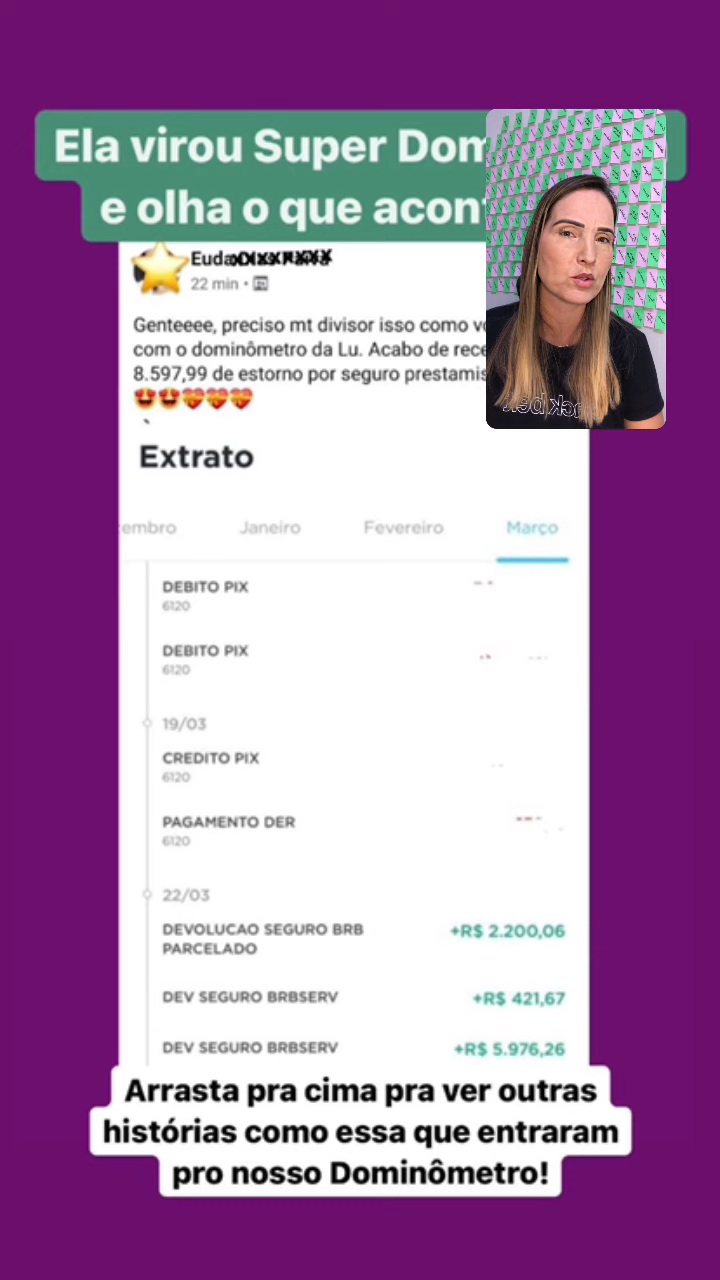 Ela virou Super Dom
e olha o que acont
Euda
22 min
Genteeee, preciso mt divisor isso como v
com o dominômetro da Lu. Acabo de rece
8.597,99 de estorno por seguro prestamis
Extrato
embro Janeiro Fevereiro Março
DEBITO PIX
6120
DEBITO PIX
6120
19/03
CREDITO PIX
6120
PAGAMENTO DER
6120
22/03
DEVOLUCAO SEGURO BRB +R$ 2.200,06
PARCELADO
DEV SEGURO BRBSERV +R$ 421,67
DEV SEGURO BRBSERV +R$ 5.976,26
Arrasta pra cima pra ver outras
histórias como essa que entraram
pro nosso Dominômetro!